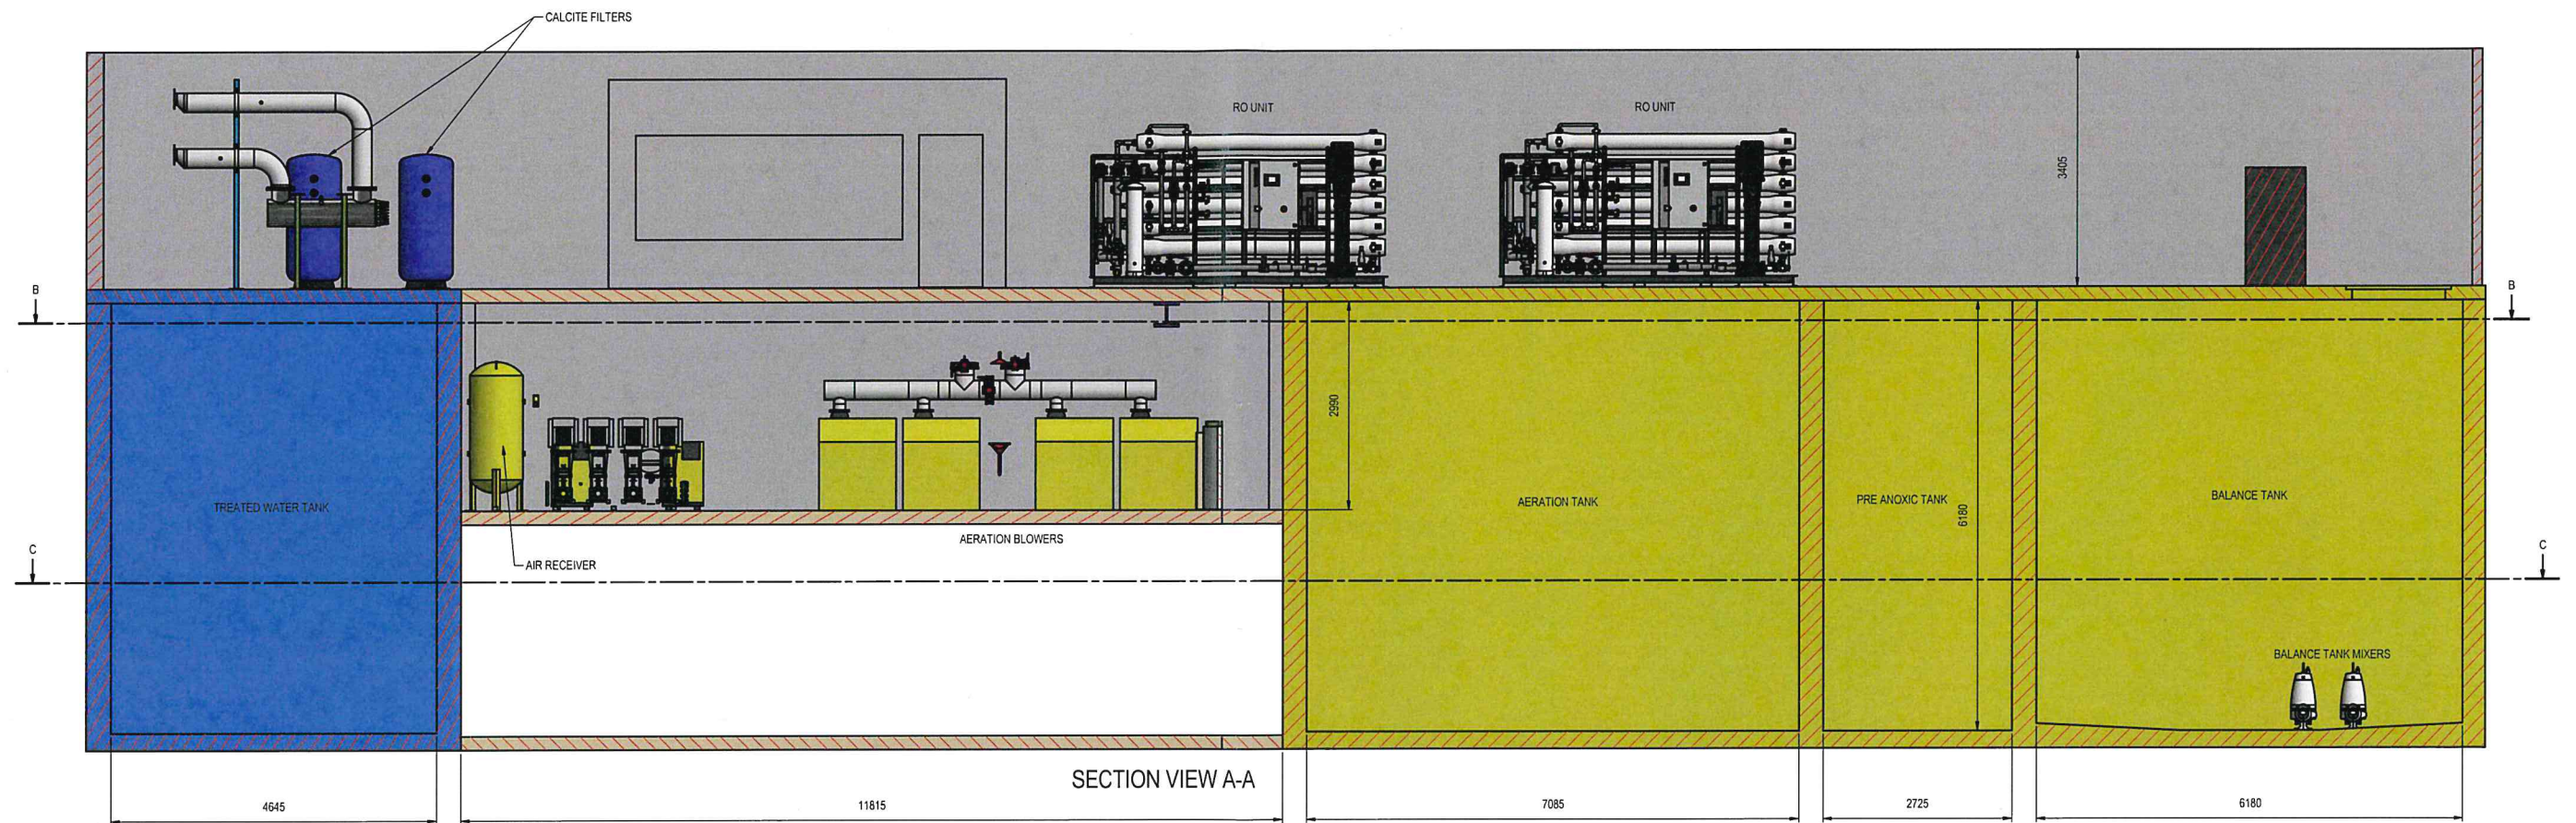 CALCITE FILTERS
RO UNIT
RO UNIT
3405
B
B
2990
TREATED WATER TANK
AERATION TANK
PRE ANOXIC TANK
6180
BALANCE TANK
AERATION BLOWERS
AIR RECEIVER
C
C
BALANCE TANK MIXERS
SECTION VIEW A-A
4645
11815
7085
2725
6180